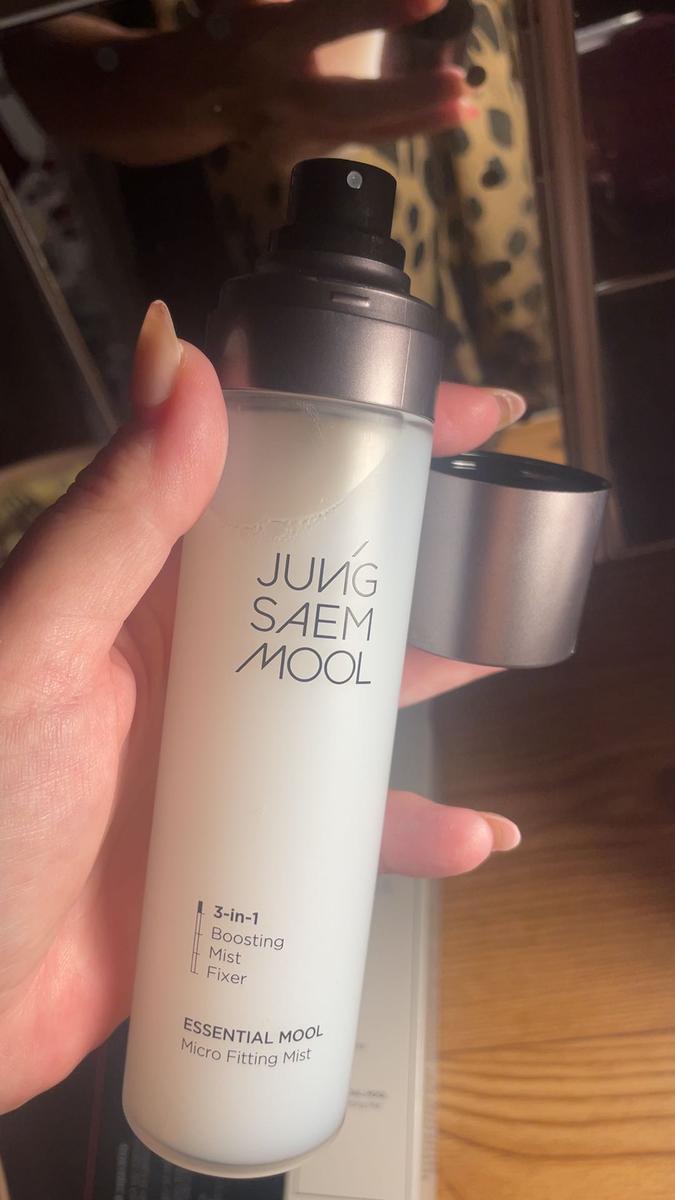 JUNG
SAEM
MOOL
3-in-1
Boosting
Mist
Fixer
ESSENTIAL MOOL
Micro Fitting Mist